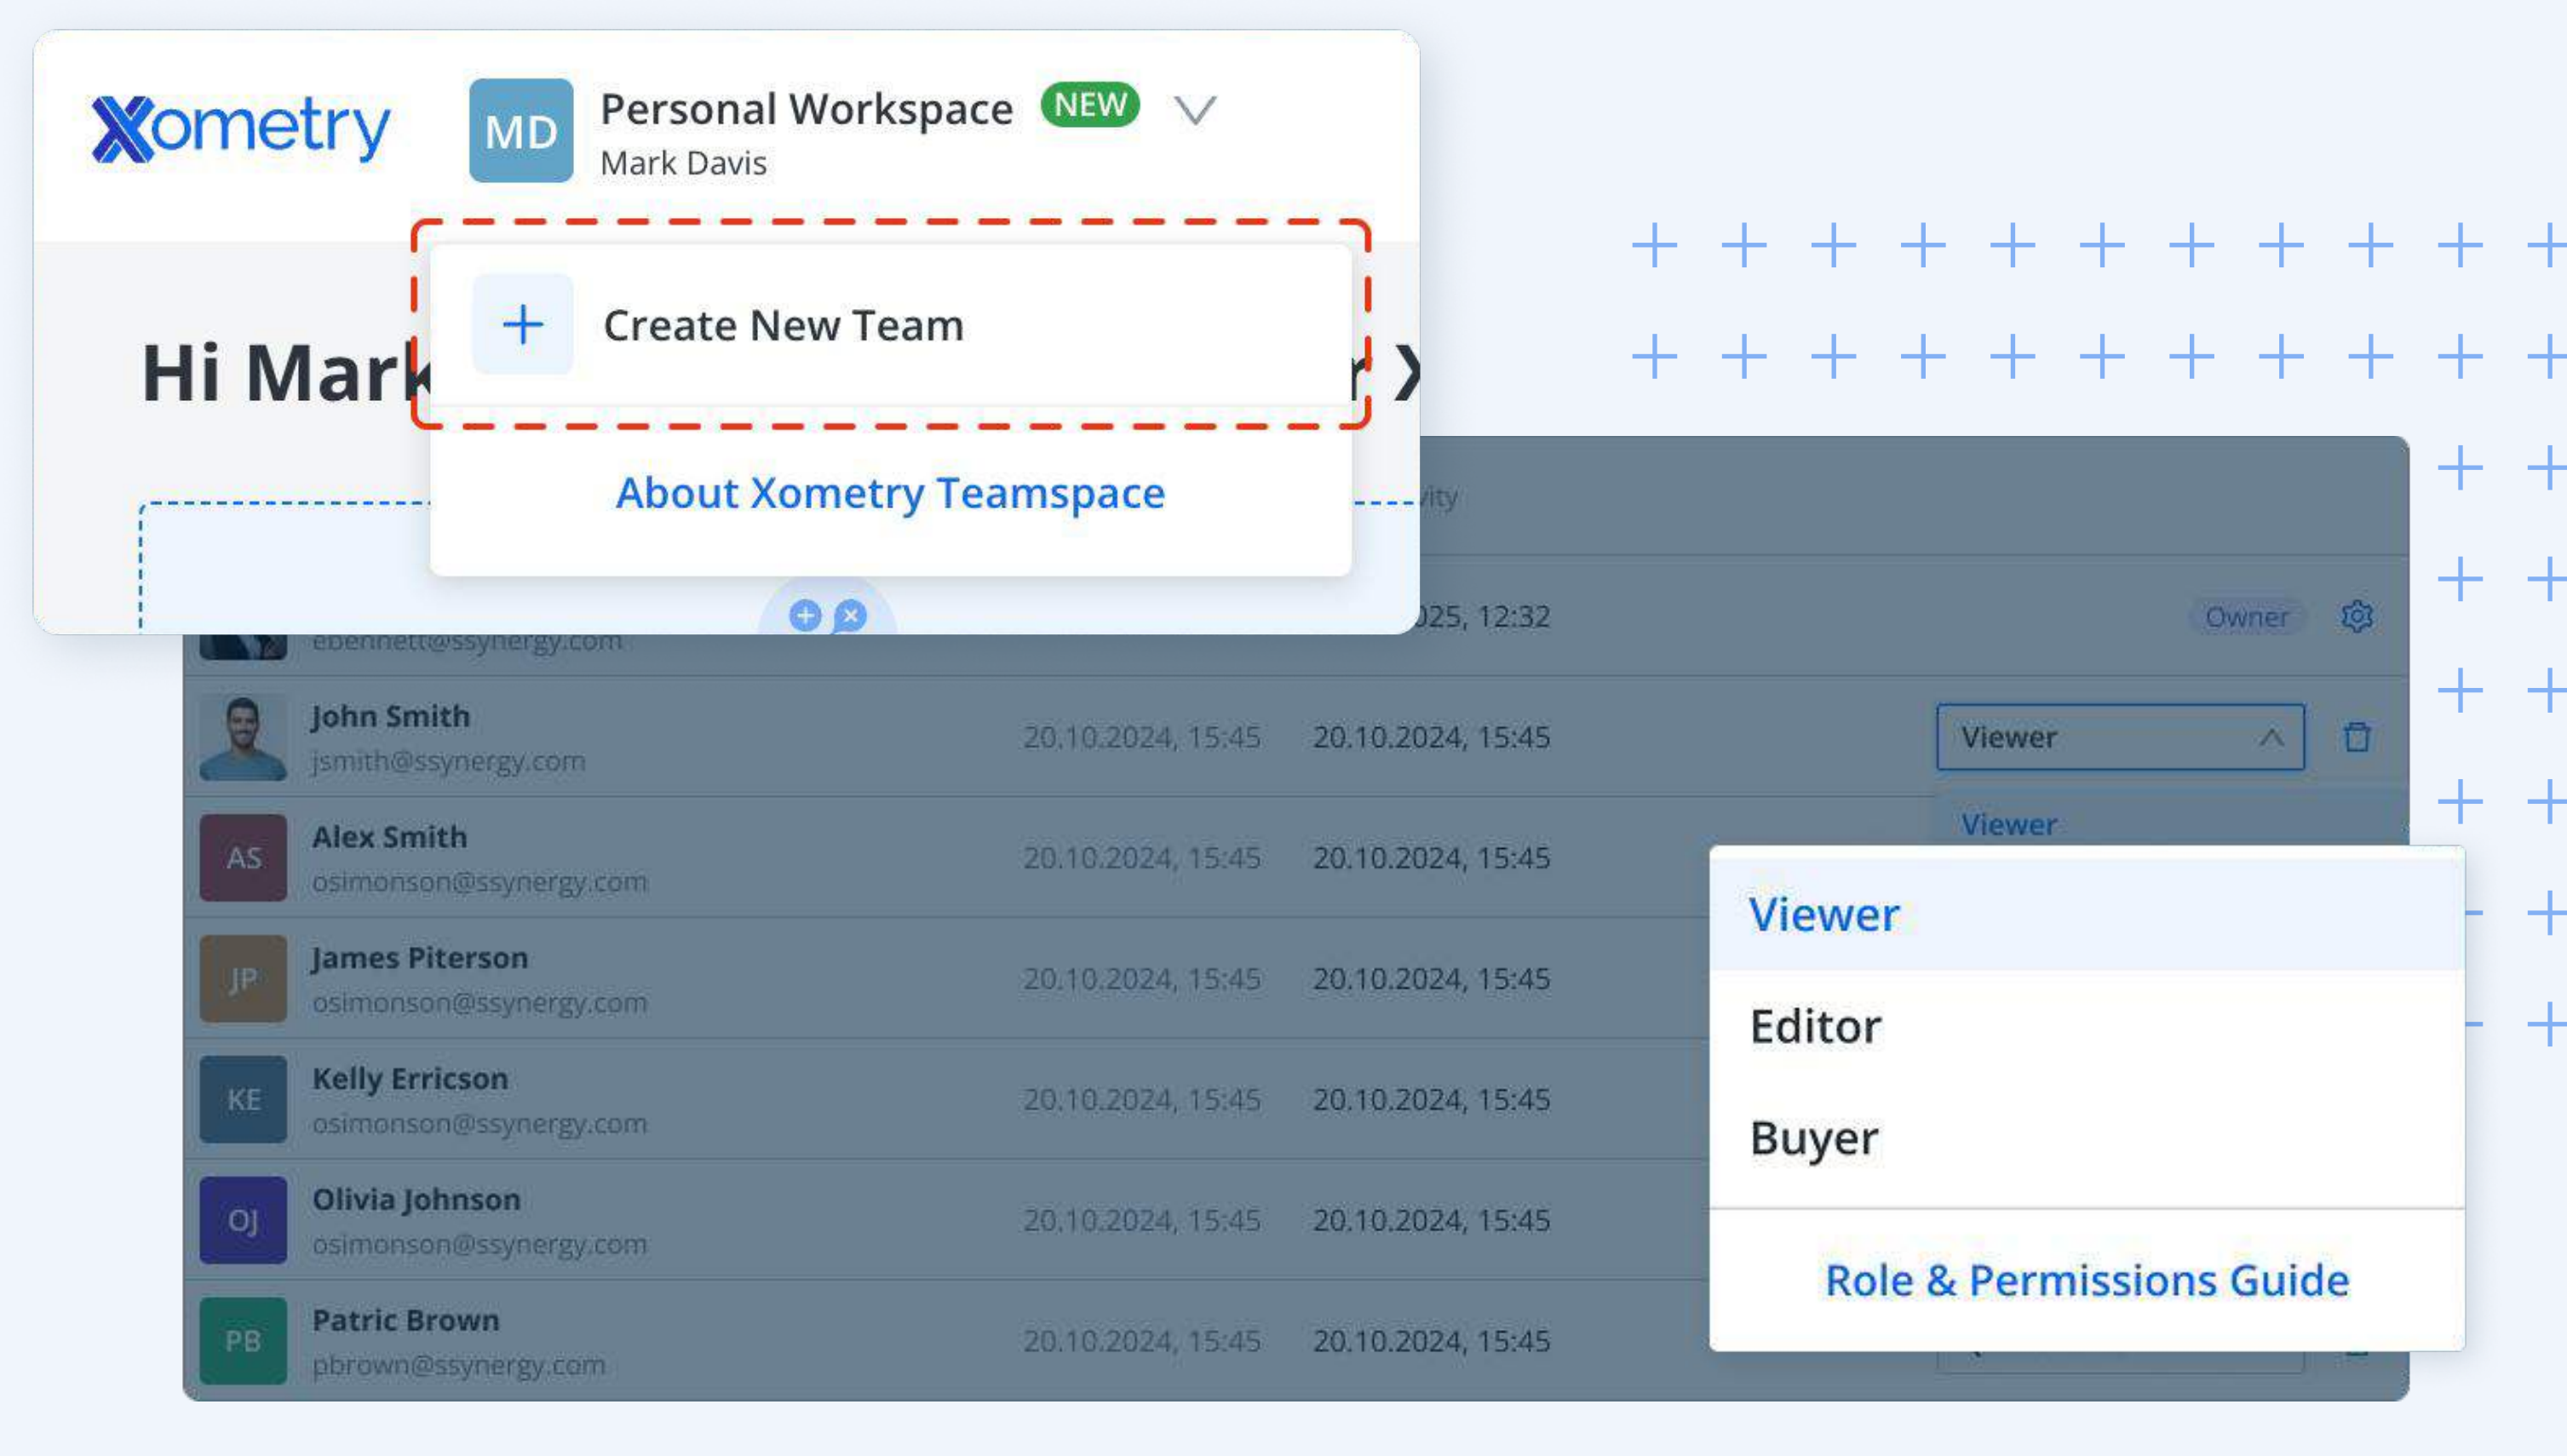 Xometry
MD
Personal Workspace NEW
Mark Davis
Create New Team
Hi Mark
About Xometry Teamspace
vity
ebennett@ssynergy.com
025, 12:32
Owner
John Smith
jsmith@ssynergy.com
20.10.2024, 15:45
20.10.2024, 15:45
Viewer
Viewer
AS
Alex Smith
osimonson@ssynergy.com
20.10.2024, 15:45
20.10.2024, 15:45
JP
James Piterson
osimonson@ssynergy.com
20.10.2024, 15:45
20.10.2024, 15:45
KE
Kelly Erricson
osimonson@ssynergy.com
20.10.2024, 15:45
20.10.2024, 15:45
OJ
Olivia Johnson
osimonson@ssynergy.com
20.10.2024, 15:45
20.10.2024, 15:45
PB
Patric Brown
pbrown@ssynergy.com
20.10.2024, 15:45
20.10.2024, 15:45
Viewer
Editor
Buyer
Role & Permissions Guide